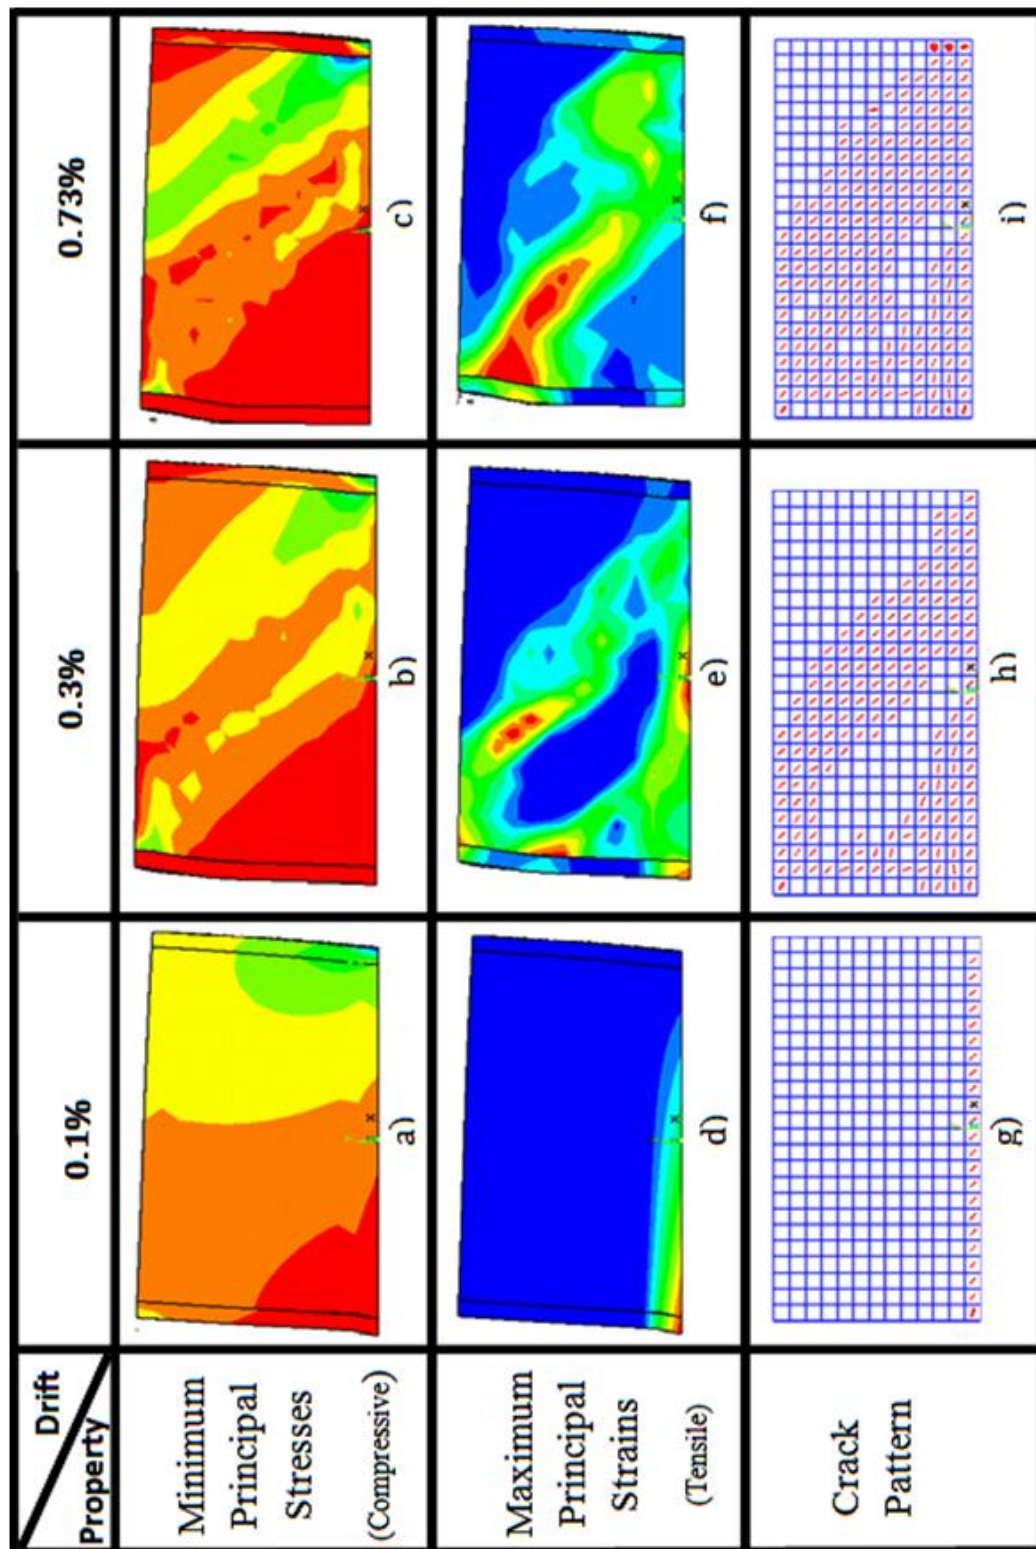 Drift
Property
0.1%
0.3%
0.73%
Minimum
Principal
Stresses
(Compressive)
x
a)
x
b)
x
c)
Maximum
Principal
Strains
(Tensile)
x
d)
x
e)
x
f)
Crack
Pattern
x
g)
x
h)
x
i)